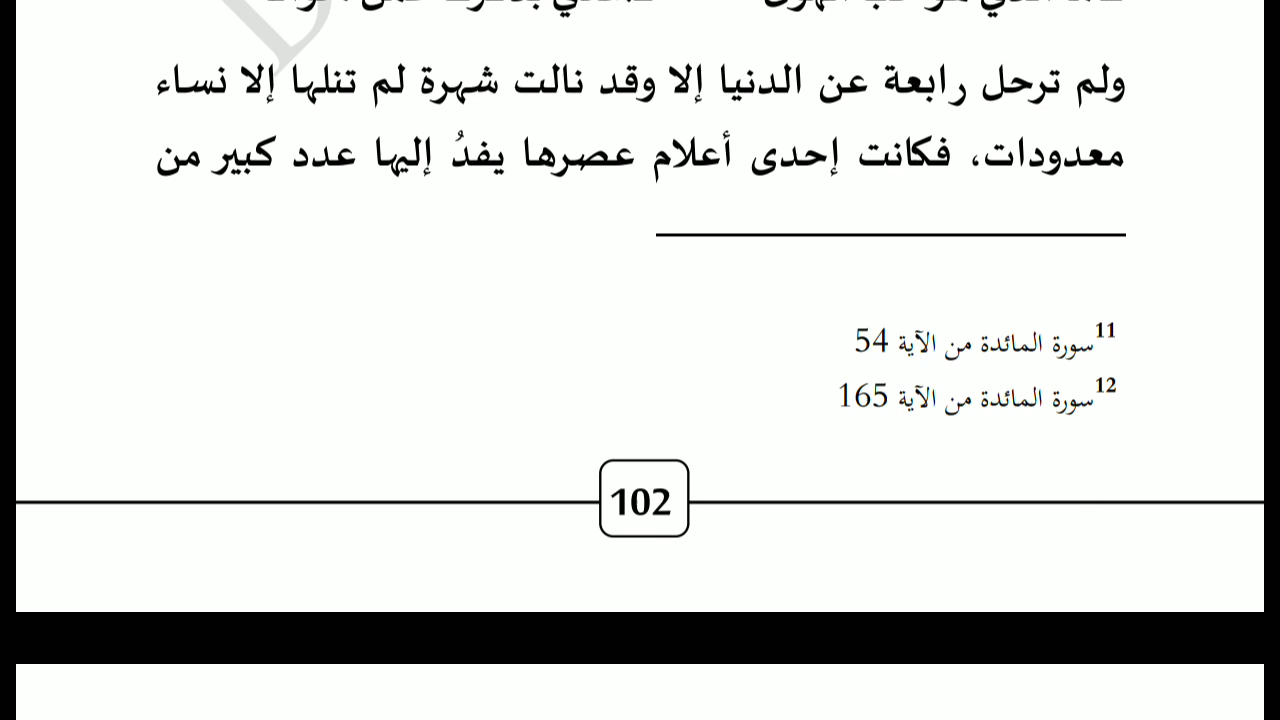 ولم ترحل رابعة عن الدنيا إلا وقد نالت شهرة لم تنلها إلا نساء
معدودات، فكانت إحدى أعلام عصرها يفدُ إليها عدد كبير من
11سورة المائدة من الآية 54
12سورة المائدة من الآية 165
102